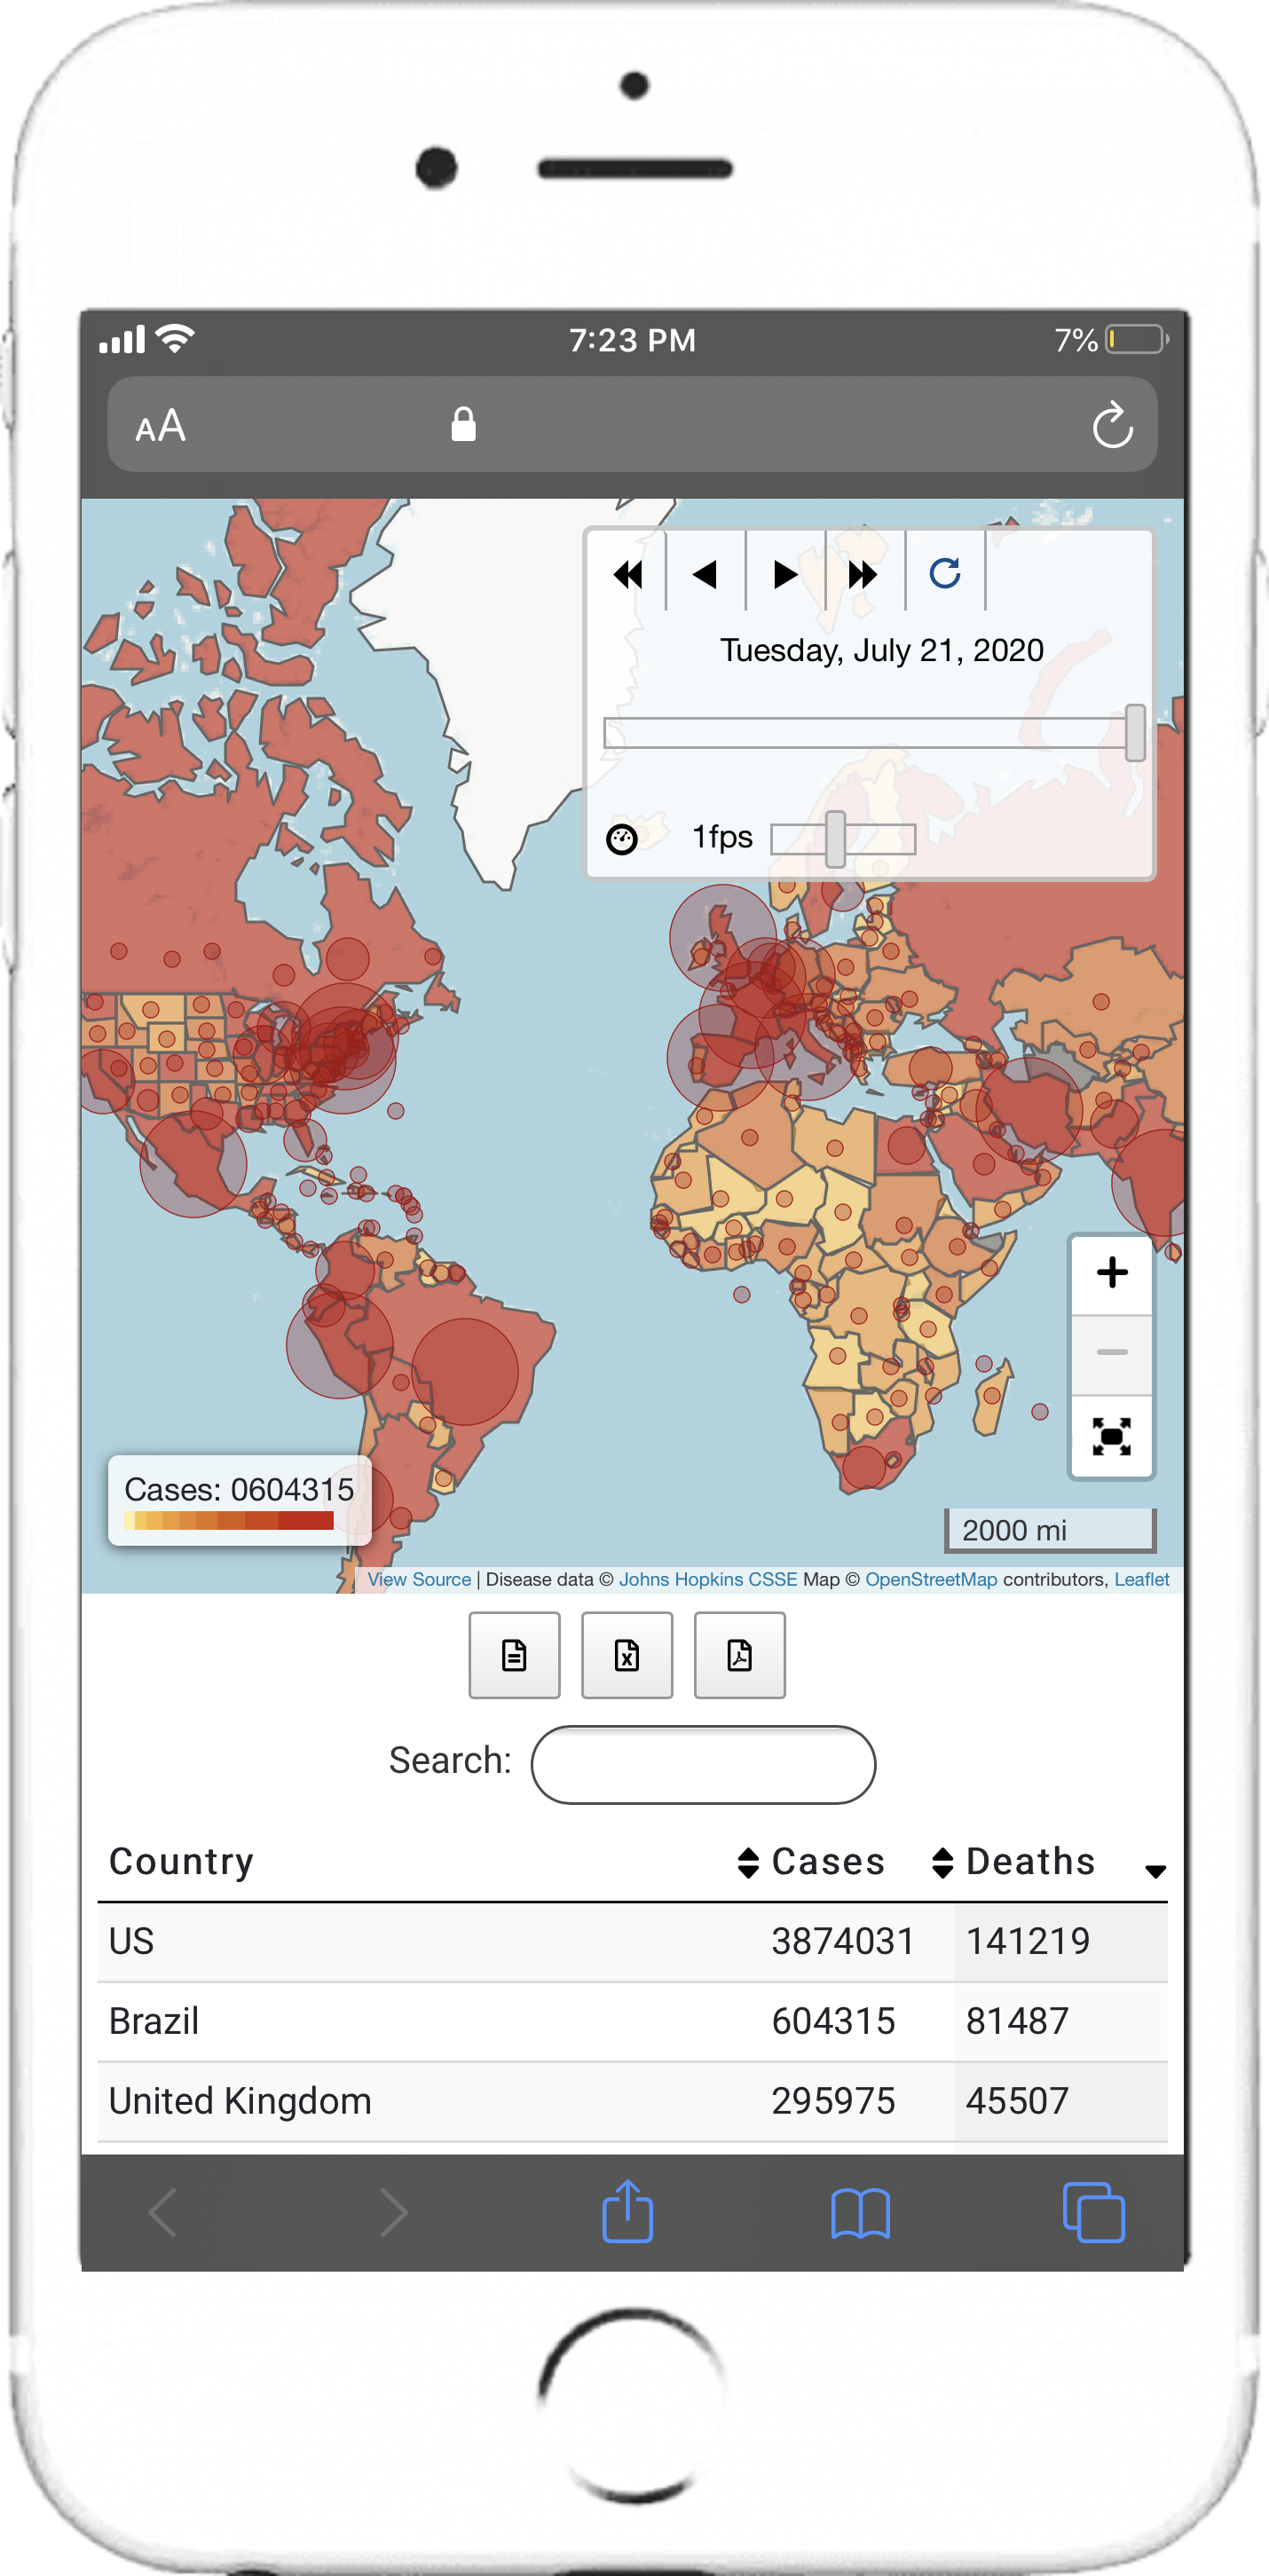 7:23 PM
7%
AA
Tuesday, July 21, 2020
1fps
+
−
Cases: 0604315
2000 mi
View Source | Disease data © Johns Hopkins CSSE Map © OpenStreetMap contributors, Leaflet
Search:
Country Cases Deaths
US 3874031 141219
Brazil 604315 81487
United Kingdom 295975 45507